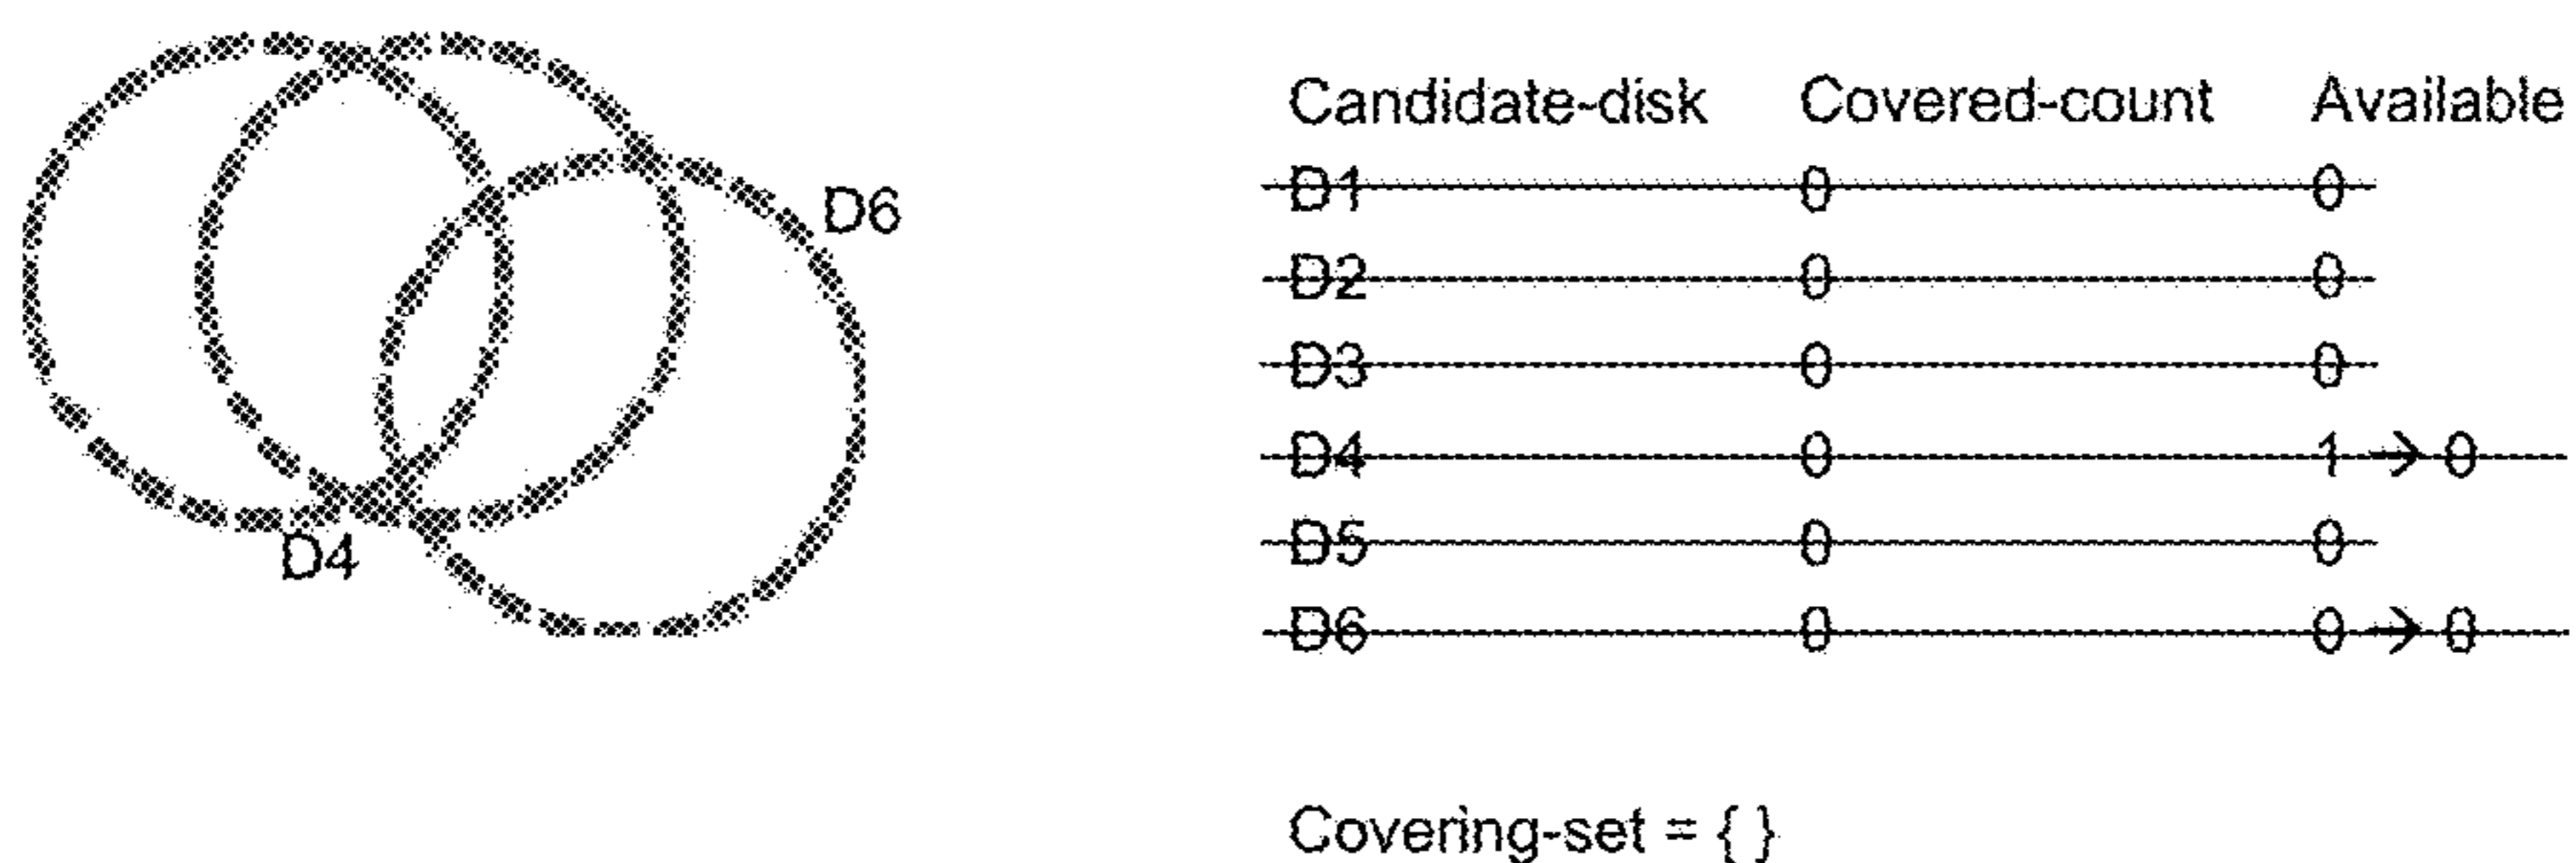 D6
D4
Candidate-disk Covered-count Available
D1 0 0
D2 0 0
D3 0 0
D4 0 1 → 0
D5 0 0
D6 0 0 → 0
Covering-set = { }